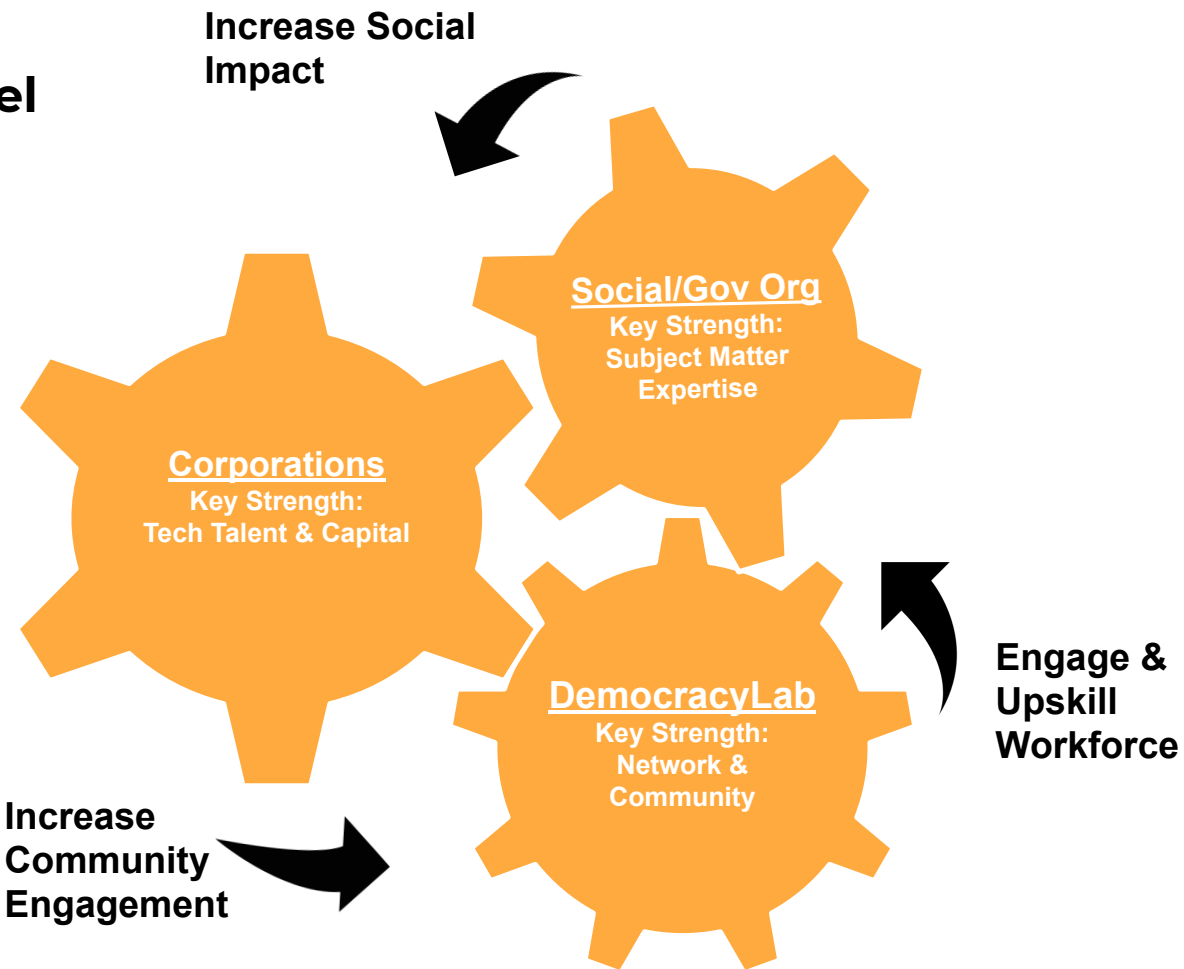 Increase Social
Impact
el
Social/Gov Org
Key Strength:
Subject Matter
Expertise
Corporations
Key Strength:
Tech Talent & Capital
Engage &
Upskill
Workforce
DemocracyLab
Key Strength:
Network &
Community
Increase
Community
Engagement